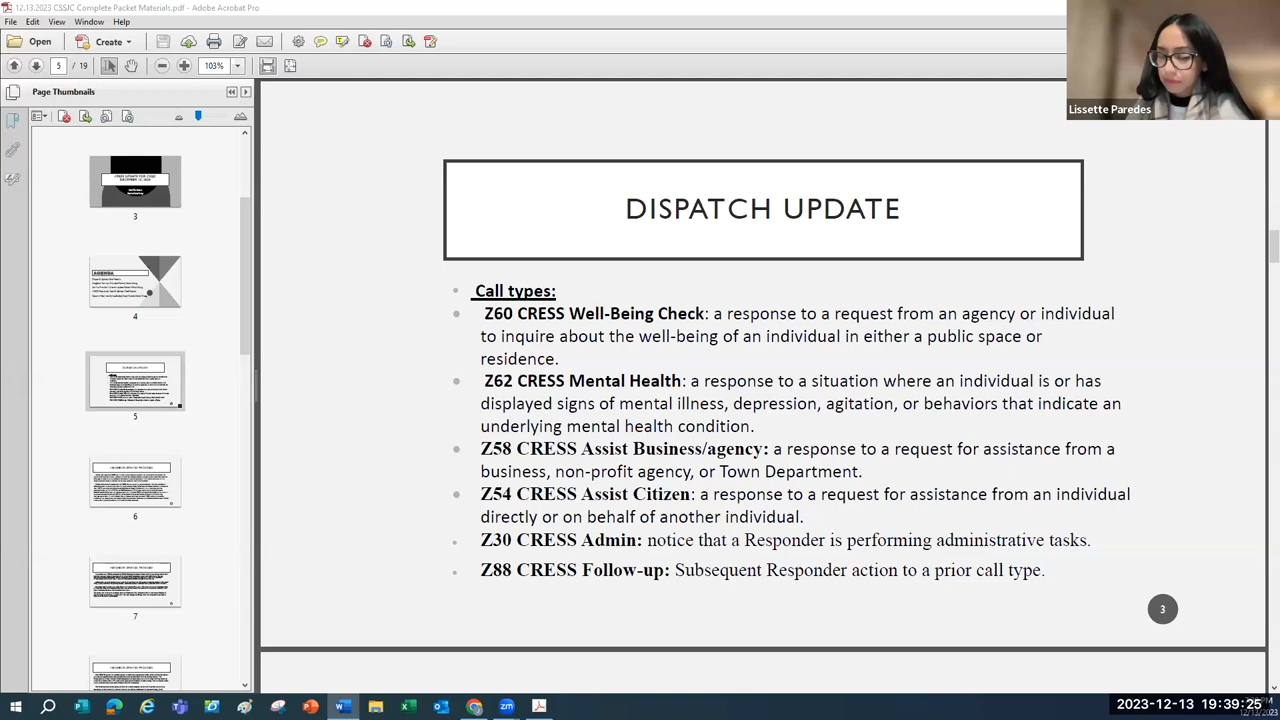 12.13.2023 CSSJC Complete Packet Materials.pdf - Adobe Acrobat Pro
File Edit View Window Help
Open Create
5 / 19 103%
Page Thumbnails
3
4
5
6
7
Lissette Paredes
DISPATCH UPDATE
Call types:
Z60 CRESS Well-Being Check: a response to a request from an agency or individual
to inquire about the well-being of an individual in either a public space or
residence.
Z62 CRESS Mental Health: a response to a situation where an individual is or has
displayed signs of mental illness, depression, agitation, or behaviors that indicate an
underlying mental health condition.
Z58 CRESS Assist Business/agency: a response to a request for assistance from a
business, non-profit agency, or Town Department.
Z54 CRESS Assist Citizen: a response to a request for assistance from an individual
directly or on behalf of another individual.
Z30 CRESS Admin: notice that a Responder is performing administrative tasks.
Z88 CRESS Follow-up: Subsequent Responder action to a prior call type.
3
2023-12-13 19:39:25